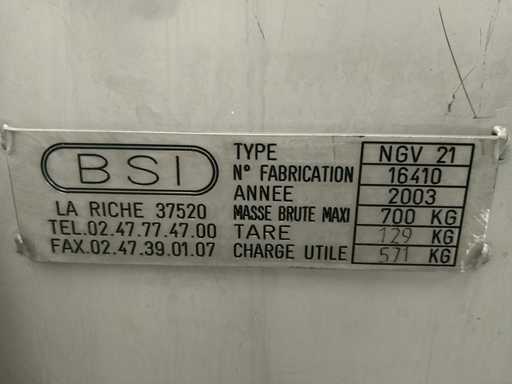 BSI
LA RICHE 37520
TEL.02.47.77.47.00
FAX.02.47.39.01.07
TYPE NGV 21
N° FABRICATION 16410
ANNEE 2003
MASSE BRUTE MAXI 700 KG
TARE 129 KG
CHARGE UTILE 571 KG